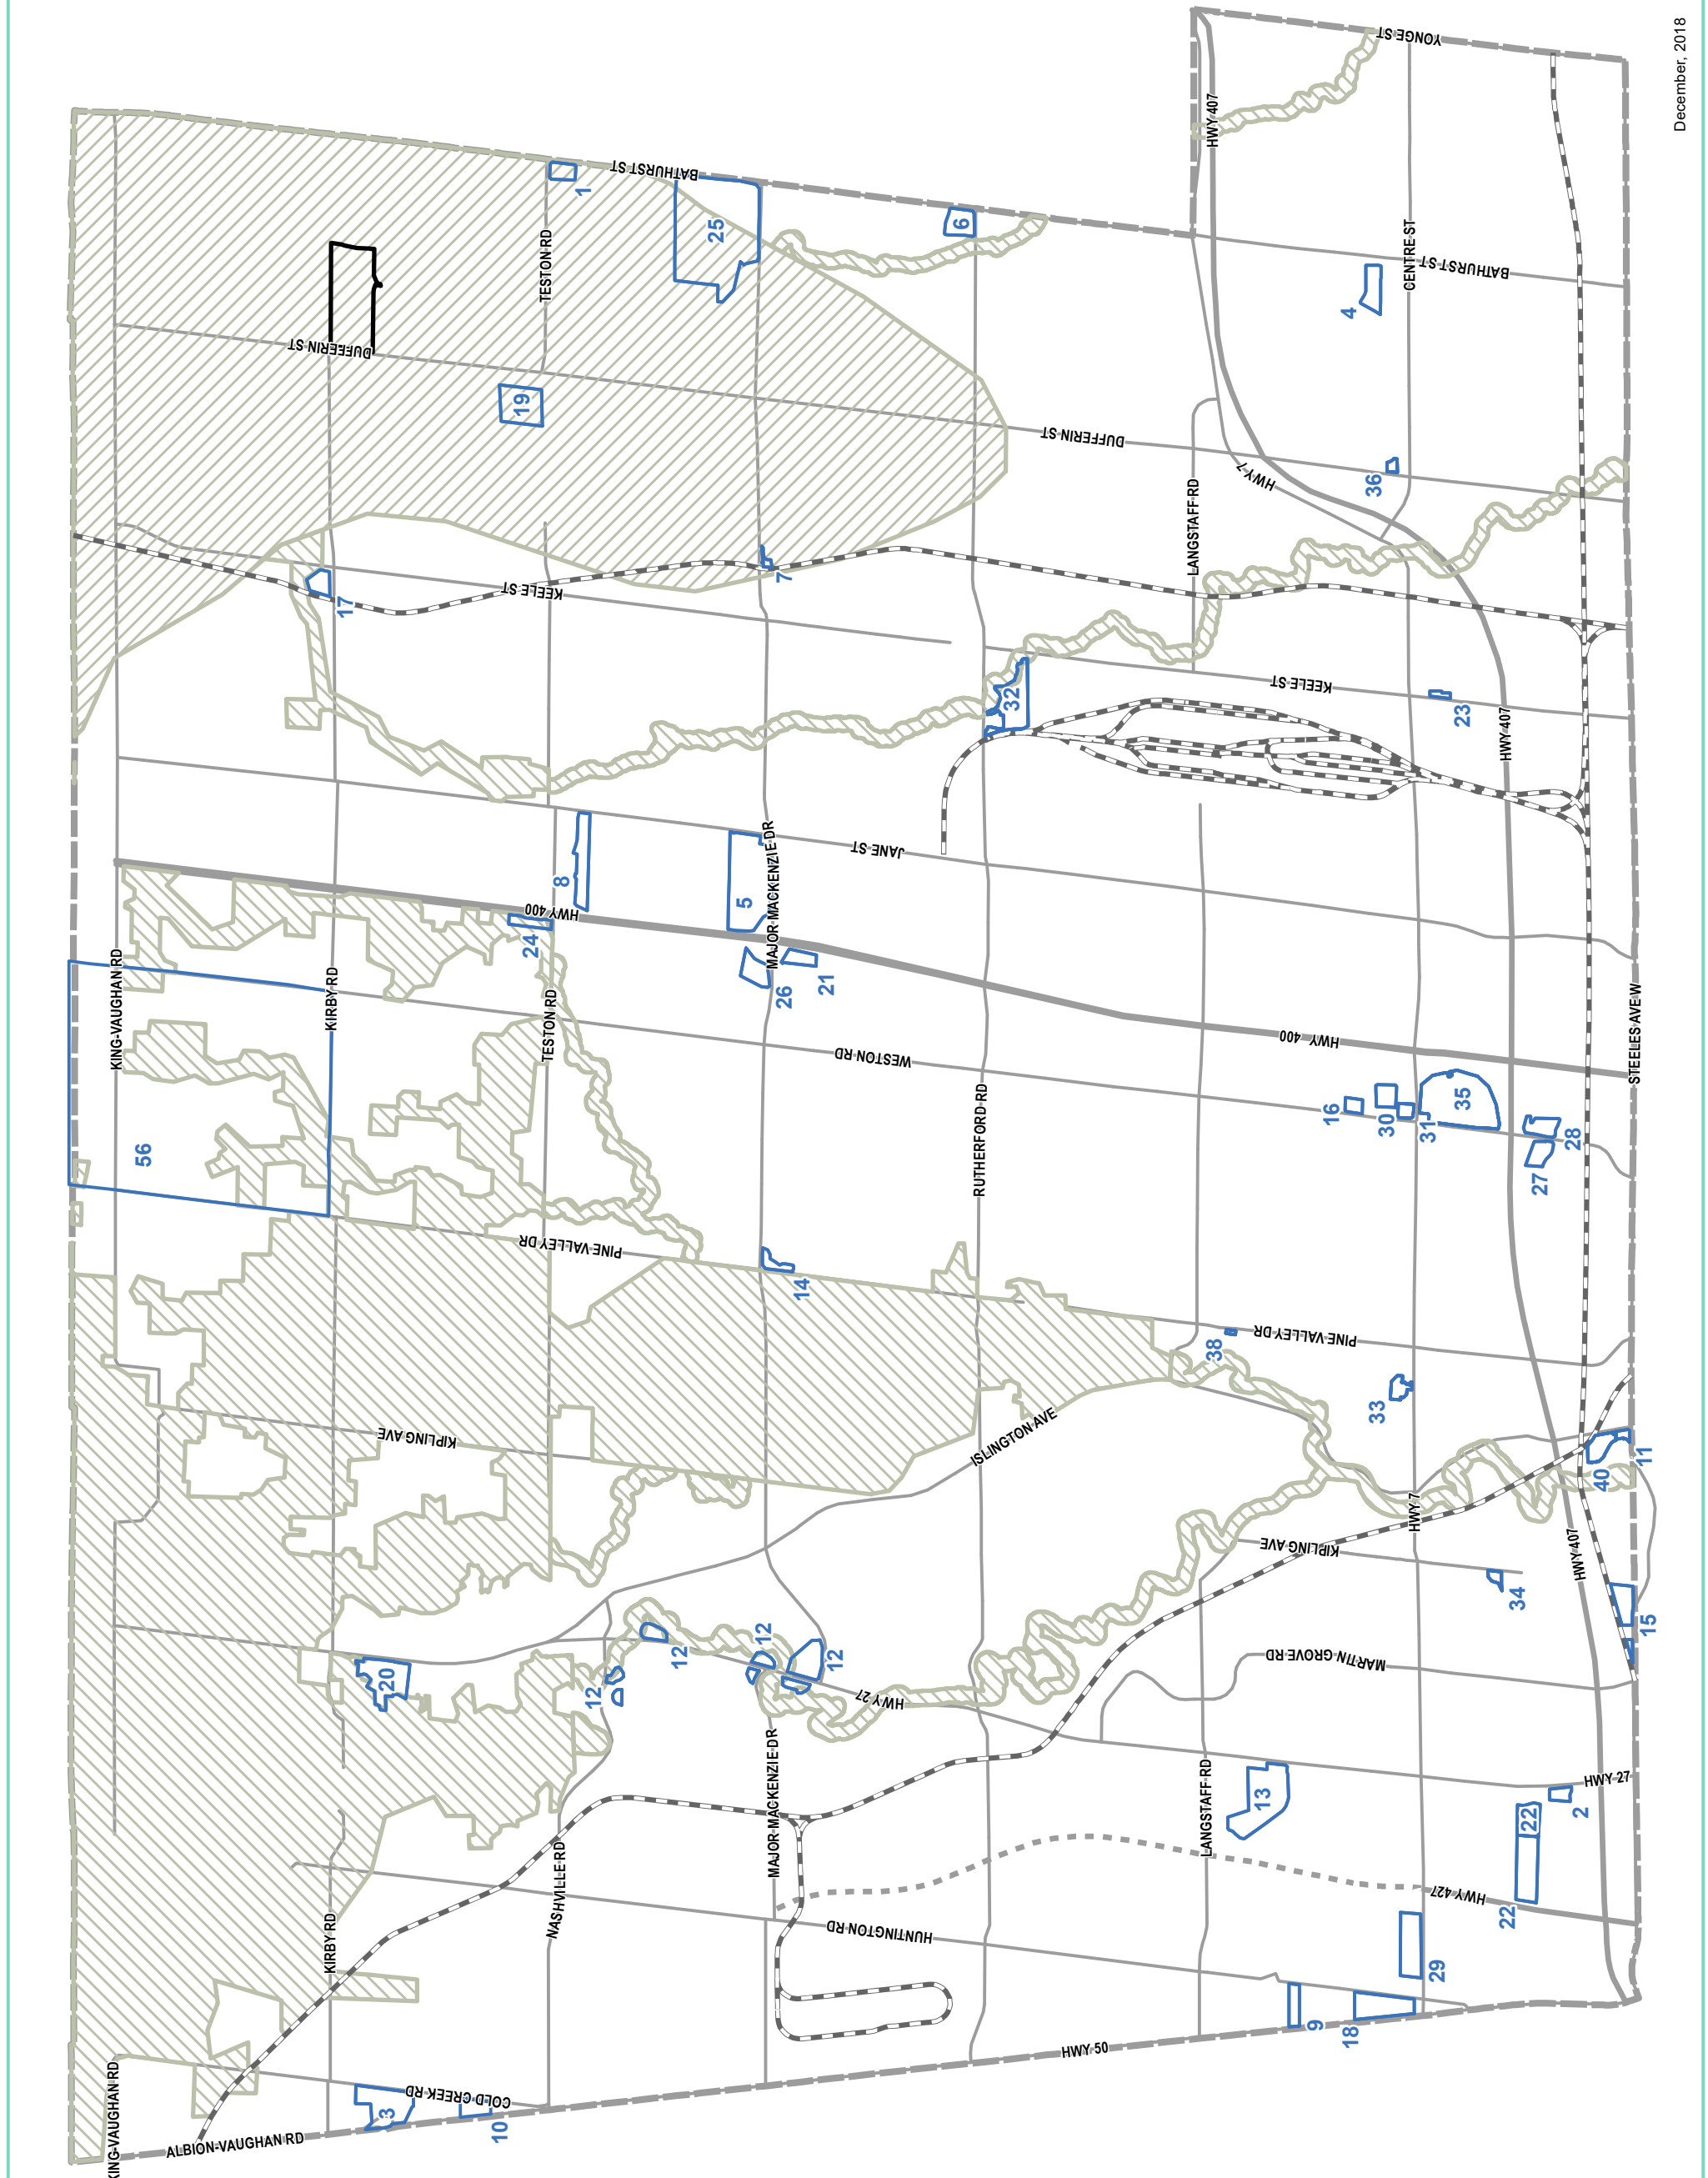 December, 2018
YONGE ST
HWY 407
BATHURST ST
1
TESTON RD
25
6
CENTRE ST
BATHURST ST
4
DUFFERIN ST
19
DUFFERIN ST
HWY 7
36
LANGSTAFF RD
7
17
KEELE ST
32
KEELE ST
23
HWY 407
8
5
MAJOR MACKENZIE DR
JANE ST
HWY 400
24
26
21
KING-VAUGHAN RD
KIRBY RD
TESTON RD
WESTON RD
HWY 400
STEELES AVE W
56
RUTHERFORD RD
16
30
31
35
28
27
PINE VALLEY DR
14
38
PINE VALLEY DR
33
KIPLING AVE
ISLINGTON AVE
11
40
HWY 7
KIPLING AVE
HWY 407
34
15
12
12
12
12
20
HWY 27
MARTIN GROVE RD
MAJOR MACKENZIE DR
LANGSTAFF RD
13
HWY 27
2
22
22
HWY 427
NASHVILLE RD
KIRBY RD
HUNTINGTON RD
29
9
18
HWY 50
KING-VAUGHAN RD
ALBION-VAUGHAN RD
3
COLD CREEK RD
10